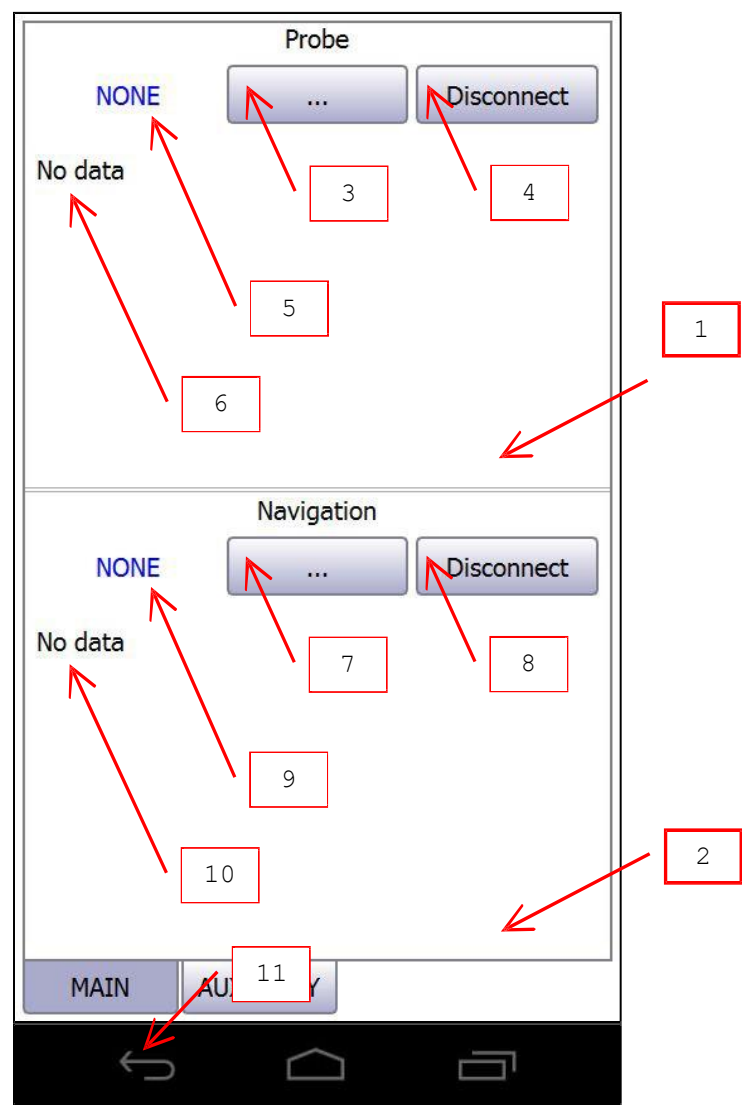 Probe
NONE ... Disconnect
No data
3 4
5
1
6
Navigation
NONE ... Disconnect
No data
7 8
9
2
10
11
MAIN